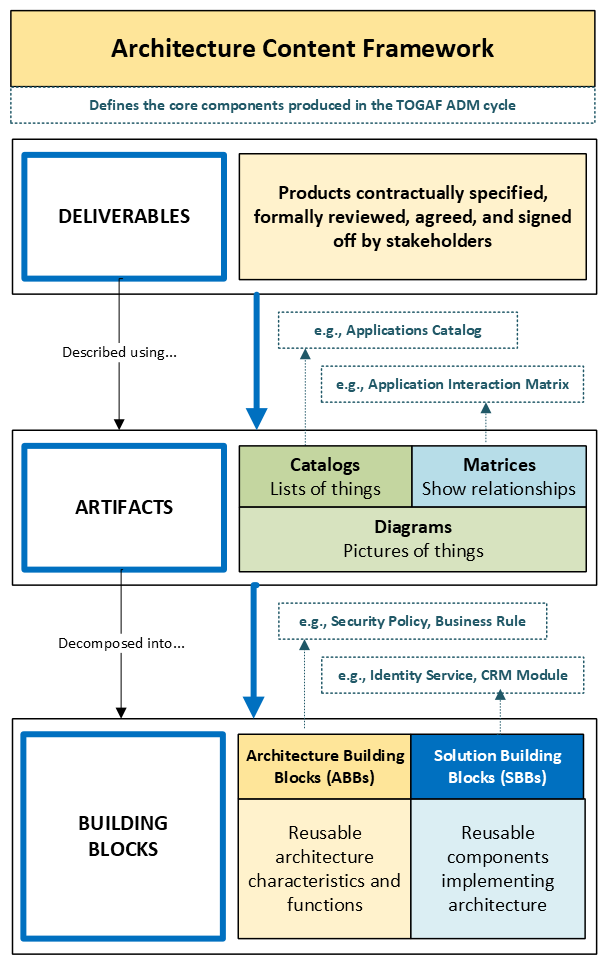 Architecture Content Framework
Defines the core components produced in the TOGAF ADM cycle
DELIVERABLES
Products contractually specified,
formally reviewed, agreed, and signed
off by stakeholders
Described using...
e.g., Applications Catalog
e.g., Application Interaction Matrix
ARTIFACTS
Catalogs
Lists of things
Matrices
Show relationships
Diagrams
Pictures of things
Decomposed into...
e.g., Security Policy, Business Rule
e.g., Identity Service, CRM Module
BUILDING
BLOCKS
Architecture Building
Blocks (ABBs)
Solution Building
Blocks (SBBs)
Reusable
architecture
characteristics and
functions
Reusable
components
implementing
architecture